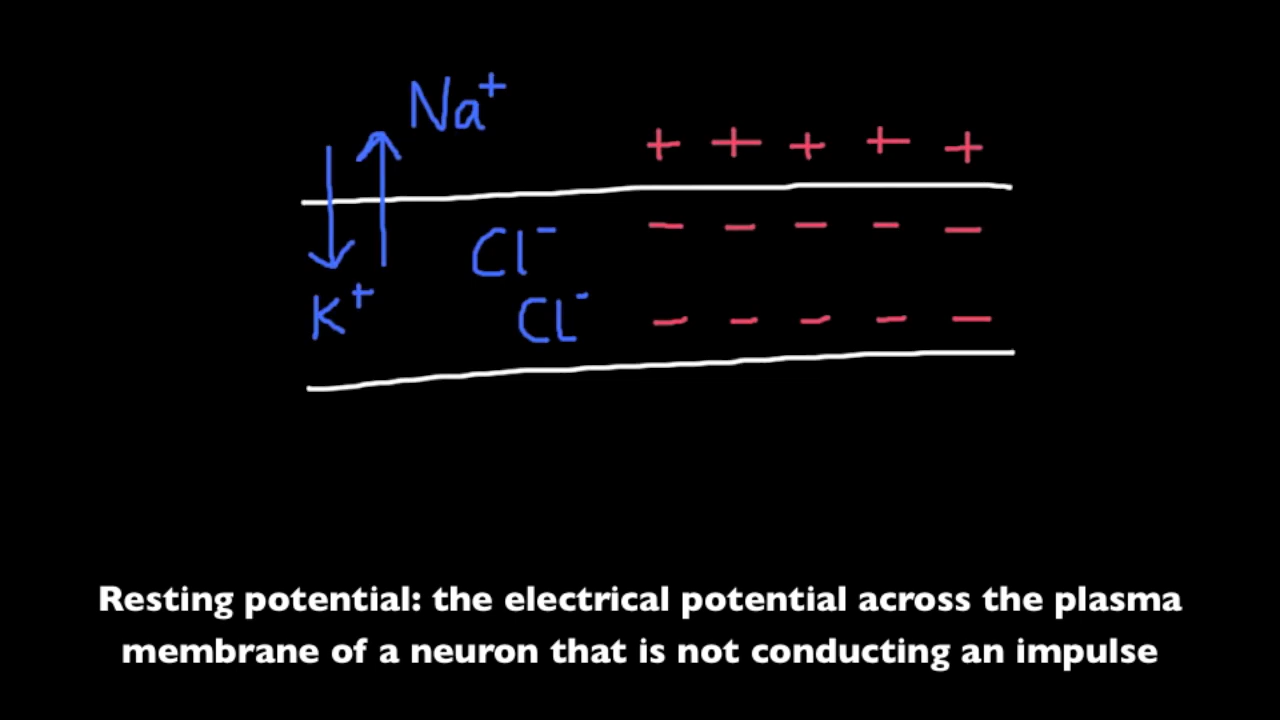 Na⁺
+ + + + +
− − − − −
Cl⁻
K⁺
Cl⁻
− − − − −
Resting potential: the electrical potential across the plasma
membrane of a neuron that is not conducting an impulse